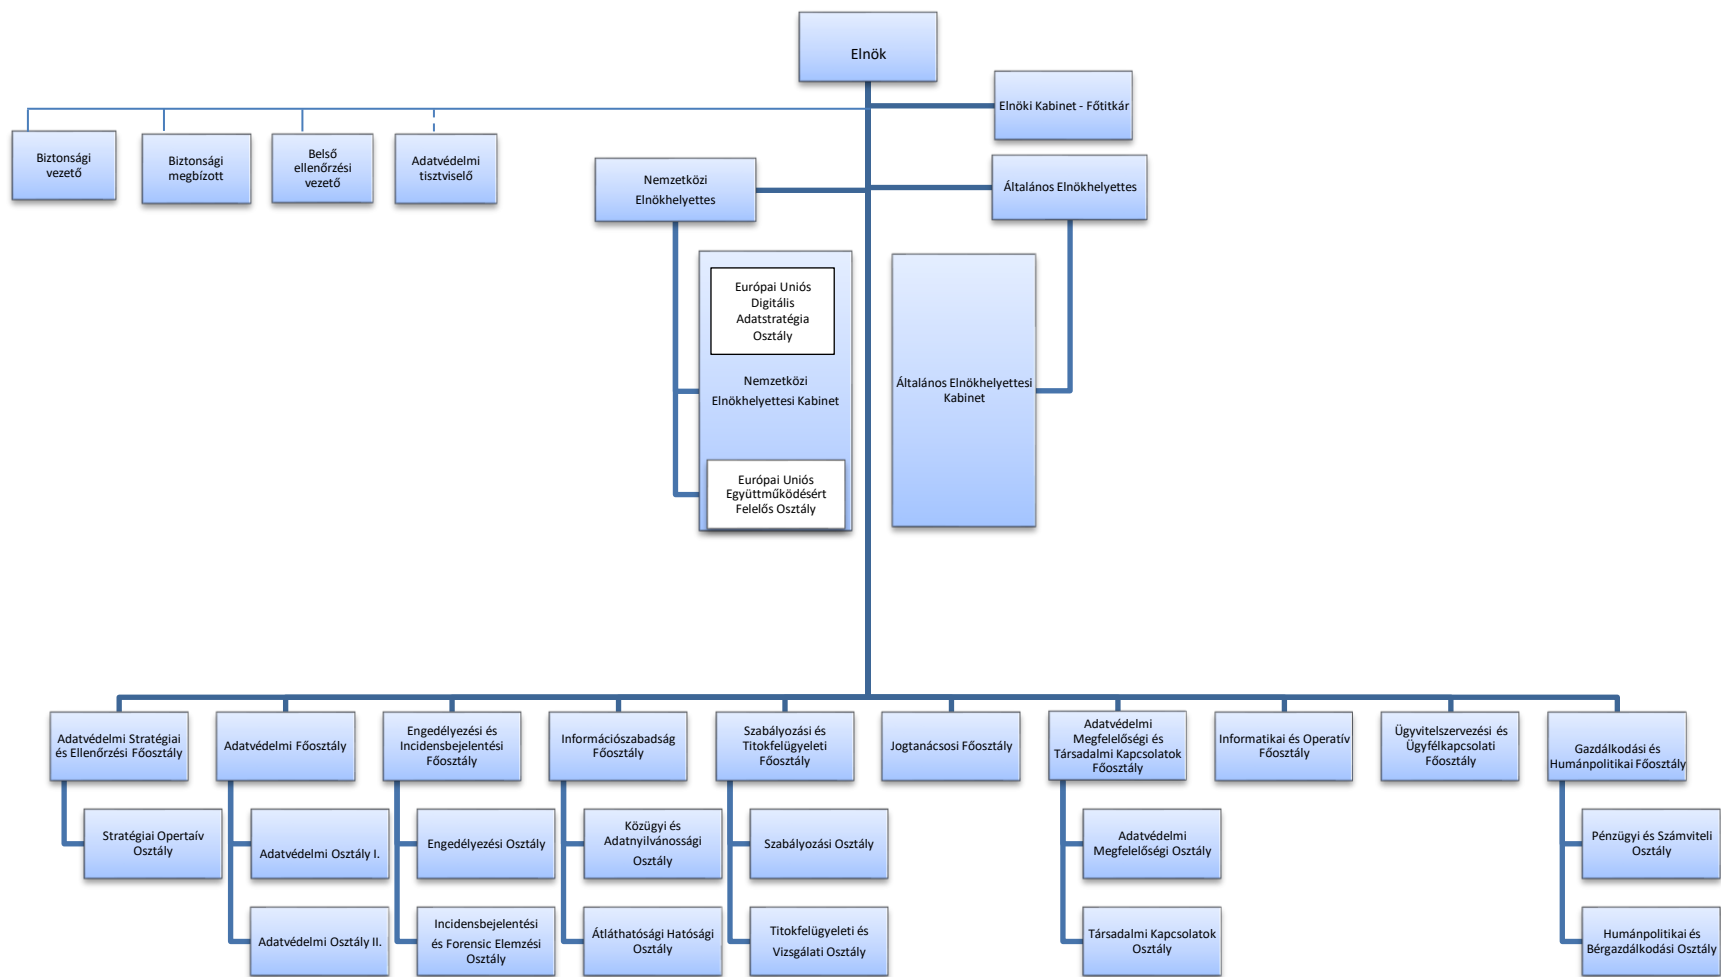 Elnök
Elnöki Kabinet - Főtitkár
Biztonsági
vezető
Biztonsági
megbízott
Belső
ellenőrzési
vezető
Adatvédelmi
tisztviselő
Nemzetközi
Elnökhelyettes
Általános Elnökhelyettes
Európai Uniós
Digitális
Adatstratégia
Osztály
Nemzetközi
Elnökhelyettesi Kabinet
Európai Uniós
Együttműködésért
Felelős Osztály
Általános Elnökhelyettesi
Kabinet
Adatvédelmi Stratégiai
és Ellenőrzési Főosztály
Adatvédelmi Főosztály
Engedélyezési és
Incidensbejelentési
Főosztály
Információszabadság
Főosztály
Szabályozási és
Titokfelügyeleti
Főosztály
Jogtanácsosi Főosztály
Adatvédelmi
Megfelelőségi és
Társadalmi Kapcsolatok
Főosztály
Informatikai és Operatív
Főosztály
Ügyvitelszervezési és
Ügyfélkapcsolati
Főosztály
Gazdálkodási és
Humánpolitikai Főosztály
Stratégiai Opertaív
Osztály
Adatvédelmi Osztály I.
Engedélyezési Osztály
Közügyi és
Adatnyilvánossági
Osztály
Szabályozási Osztály
Adatvédelmi
Megfelelőségi Osztály
Pénzügyi és Számviteli
Osztály
Adatvédelmi Osztály II.
Incidensbejelentési
és Forensic Elemzési
Osztály
Átláthatósági Hatósági
Osztály
Titokfelügyeleti és
Vizsgálati Osztály
Társadalmi Kapcsolatok
Osztály
Humánpolitikai és
Bérgazdálkodási Osztály